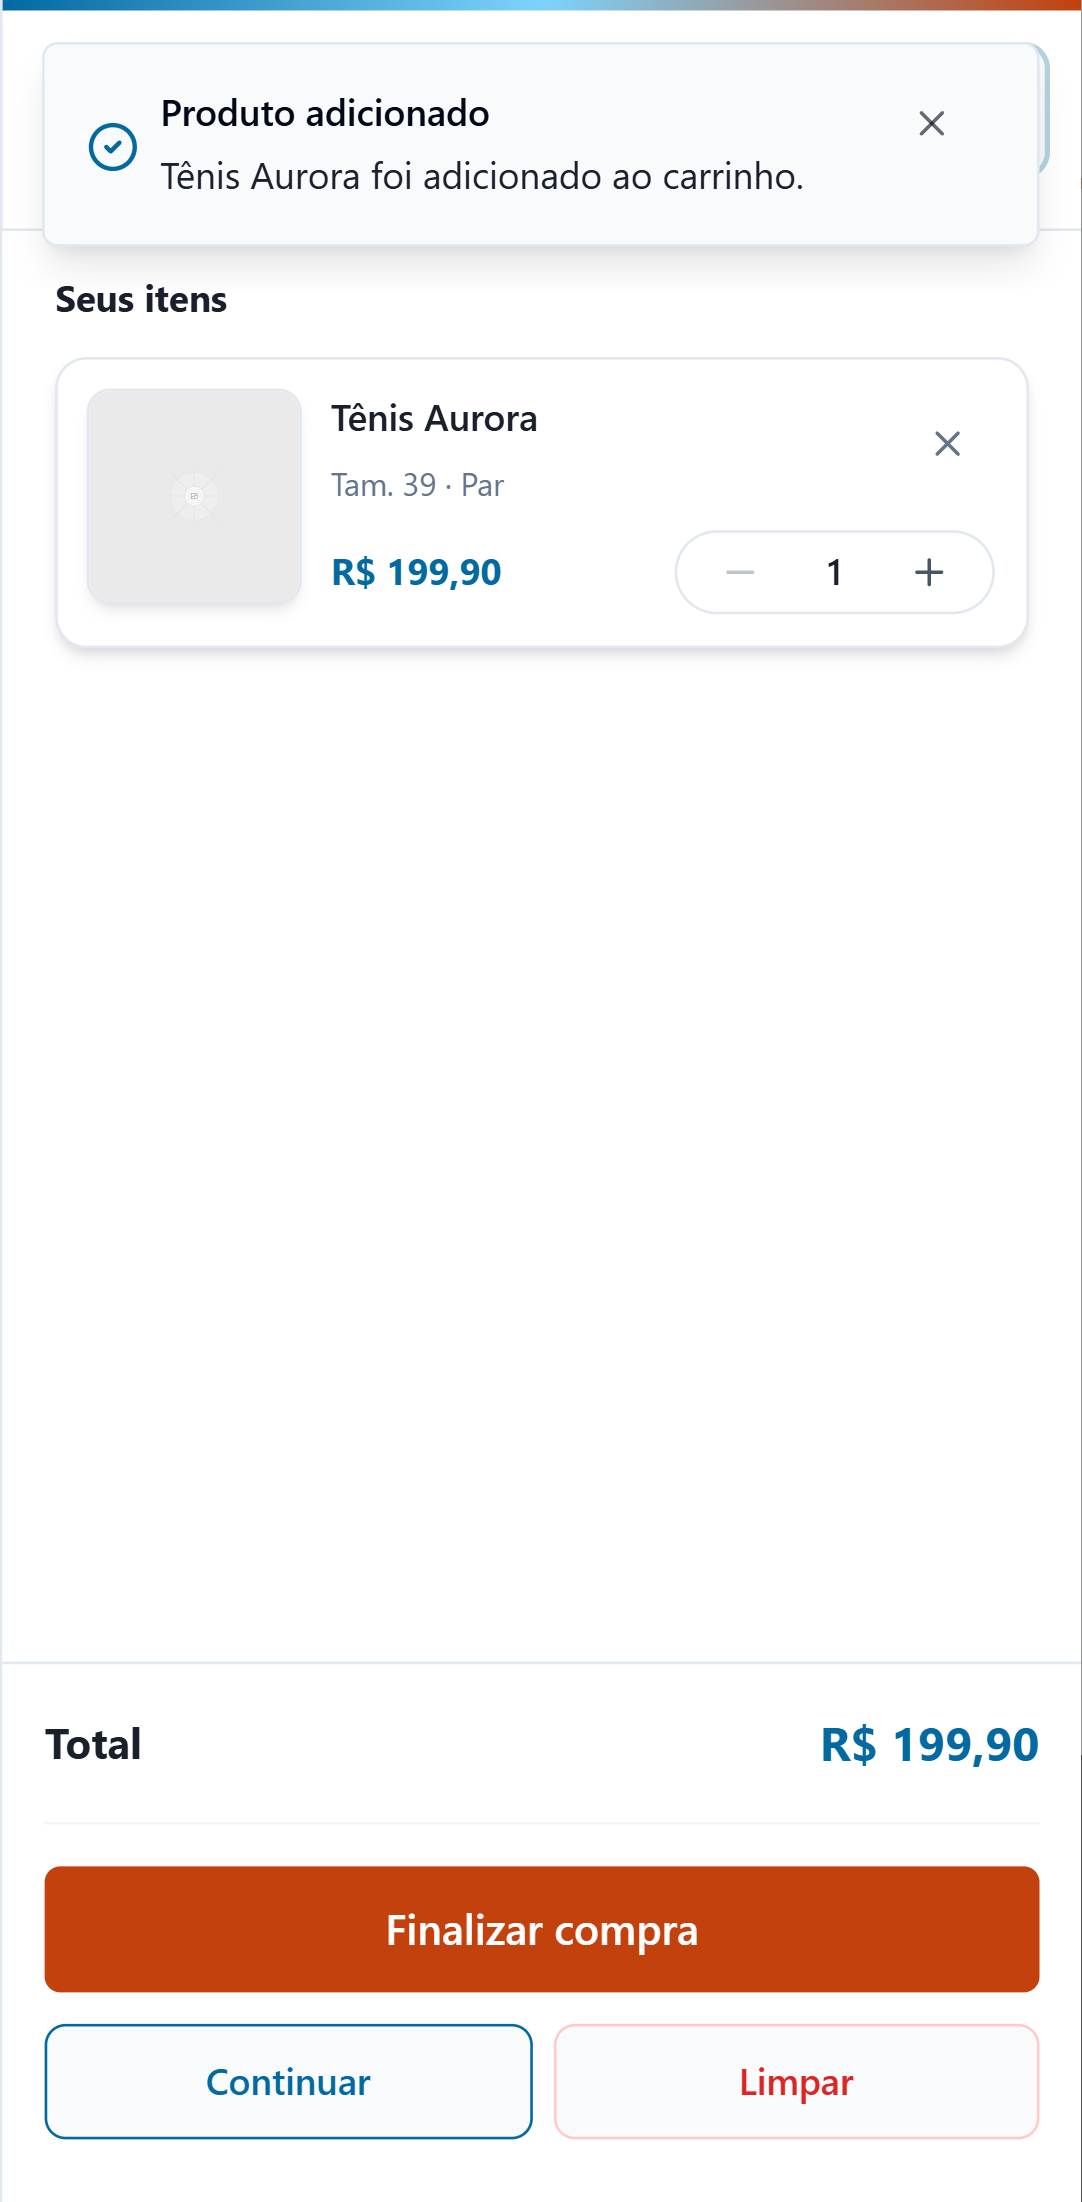 Produto adicionado
Tênis Aurora foi adicionado ao carrinho.
Seus itens
Tênis Aurora
Tam. 39 · Par
R$ 199,90
1
Total
R$ 199,90
Finalizar compra
Continuar
Limpar